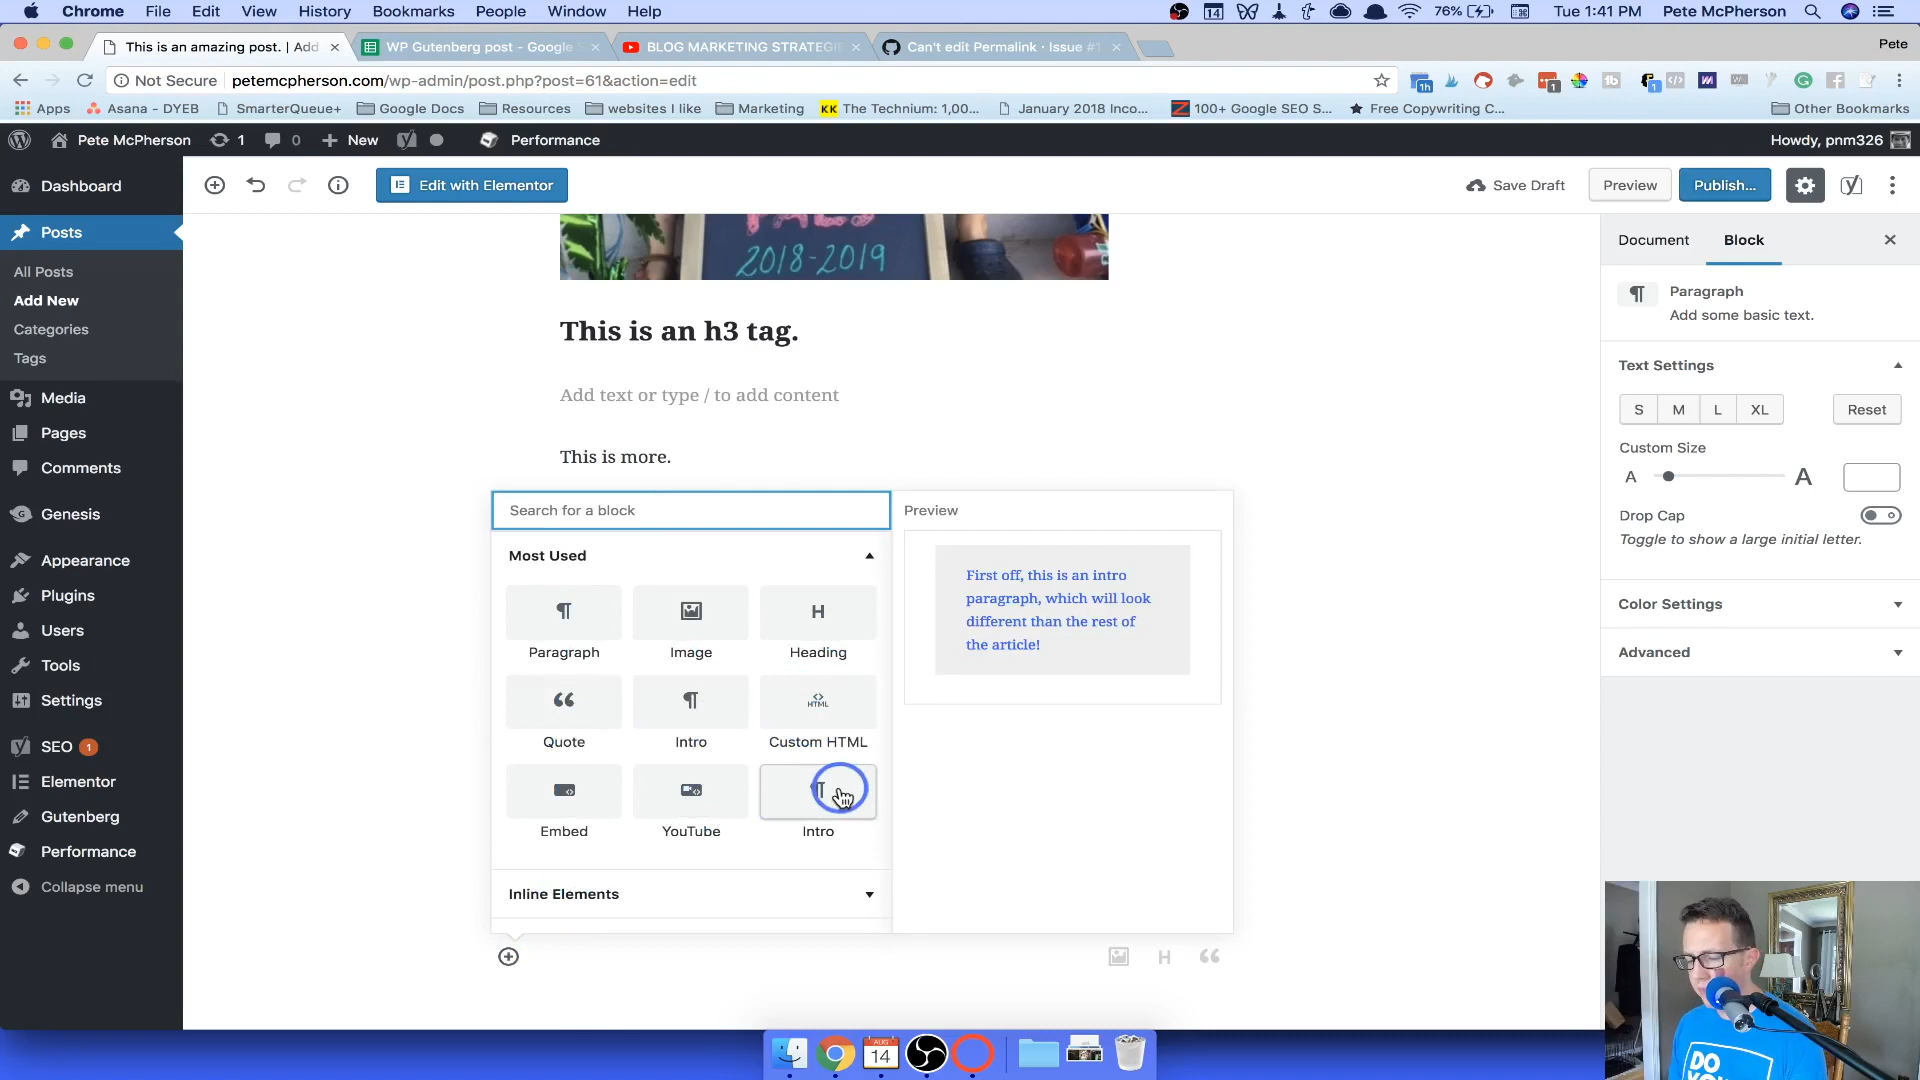 Chrome File Edit View History Bookmarks People Window Help
14 76% Tue 1:41 PM Pete McPherson
This is an amazing post. | Add
WP Gutenberg post - Google
BLOG MARKETING STRATEGI
Can't edit Permalink · Issue #1
Pete
Not Secure petemcpherson.com/wp-admin/post.php?post=61&action=edit
Apps
Asana - DYEB
SmarterQueue+
Google Docs
Resources
websites I like
Marketing
KK The Technium: 1,00...
January 2018 Inco...
100+ Google SEO S...
Free Copywriting C...
Other Bookmarks
Pete McPherson 1 0 New Performance
Howdy, pnm326
Dashboard
Posts
All Posts
Add New
Categories
Tags
Media
Pages
Comments
Genesis
Appearance
Plugins
Users
Tools
Settings
SEO 1
Elementor
Gutenberg
Performance
Collapse menu
Edit with Elementor
Save Draft
Preview
Publish...
2018-2019
This is an h3 tag.
Add text or type / to add content
This is more.
Search for a block
Most Used
Paragraph
Image
H
Heading
Quote
Intro
HTML
Custom HTML
Embed
YouTube
Intro
Inline Elements
Preview
First off, this is an intro
paragraph, which will look
different than the rest of
the article!
H
Document
Block
Paragraph
Add some basic text.
Text Settings
S M L XL
Reset
Custom Size
A A
Drop Cap
Toggle to show a large initial letter.
Color Settings
Advanced
AUG
14
DO